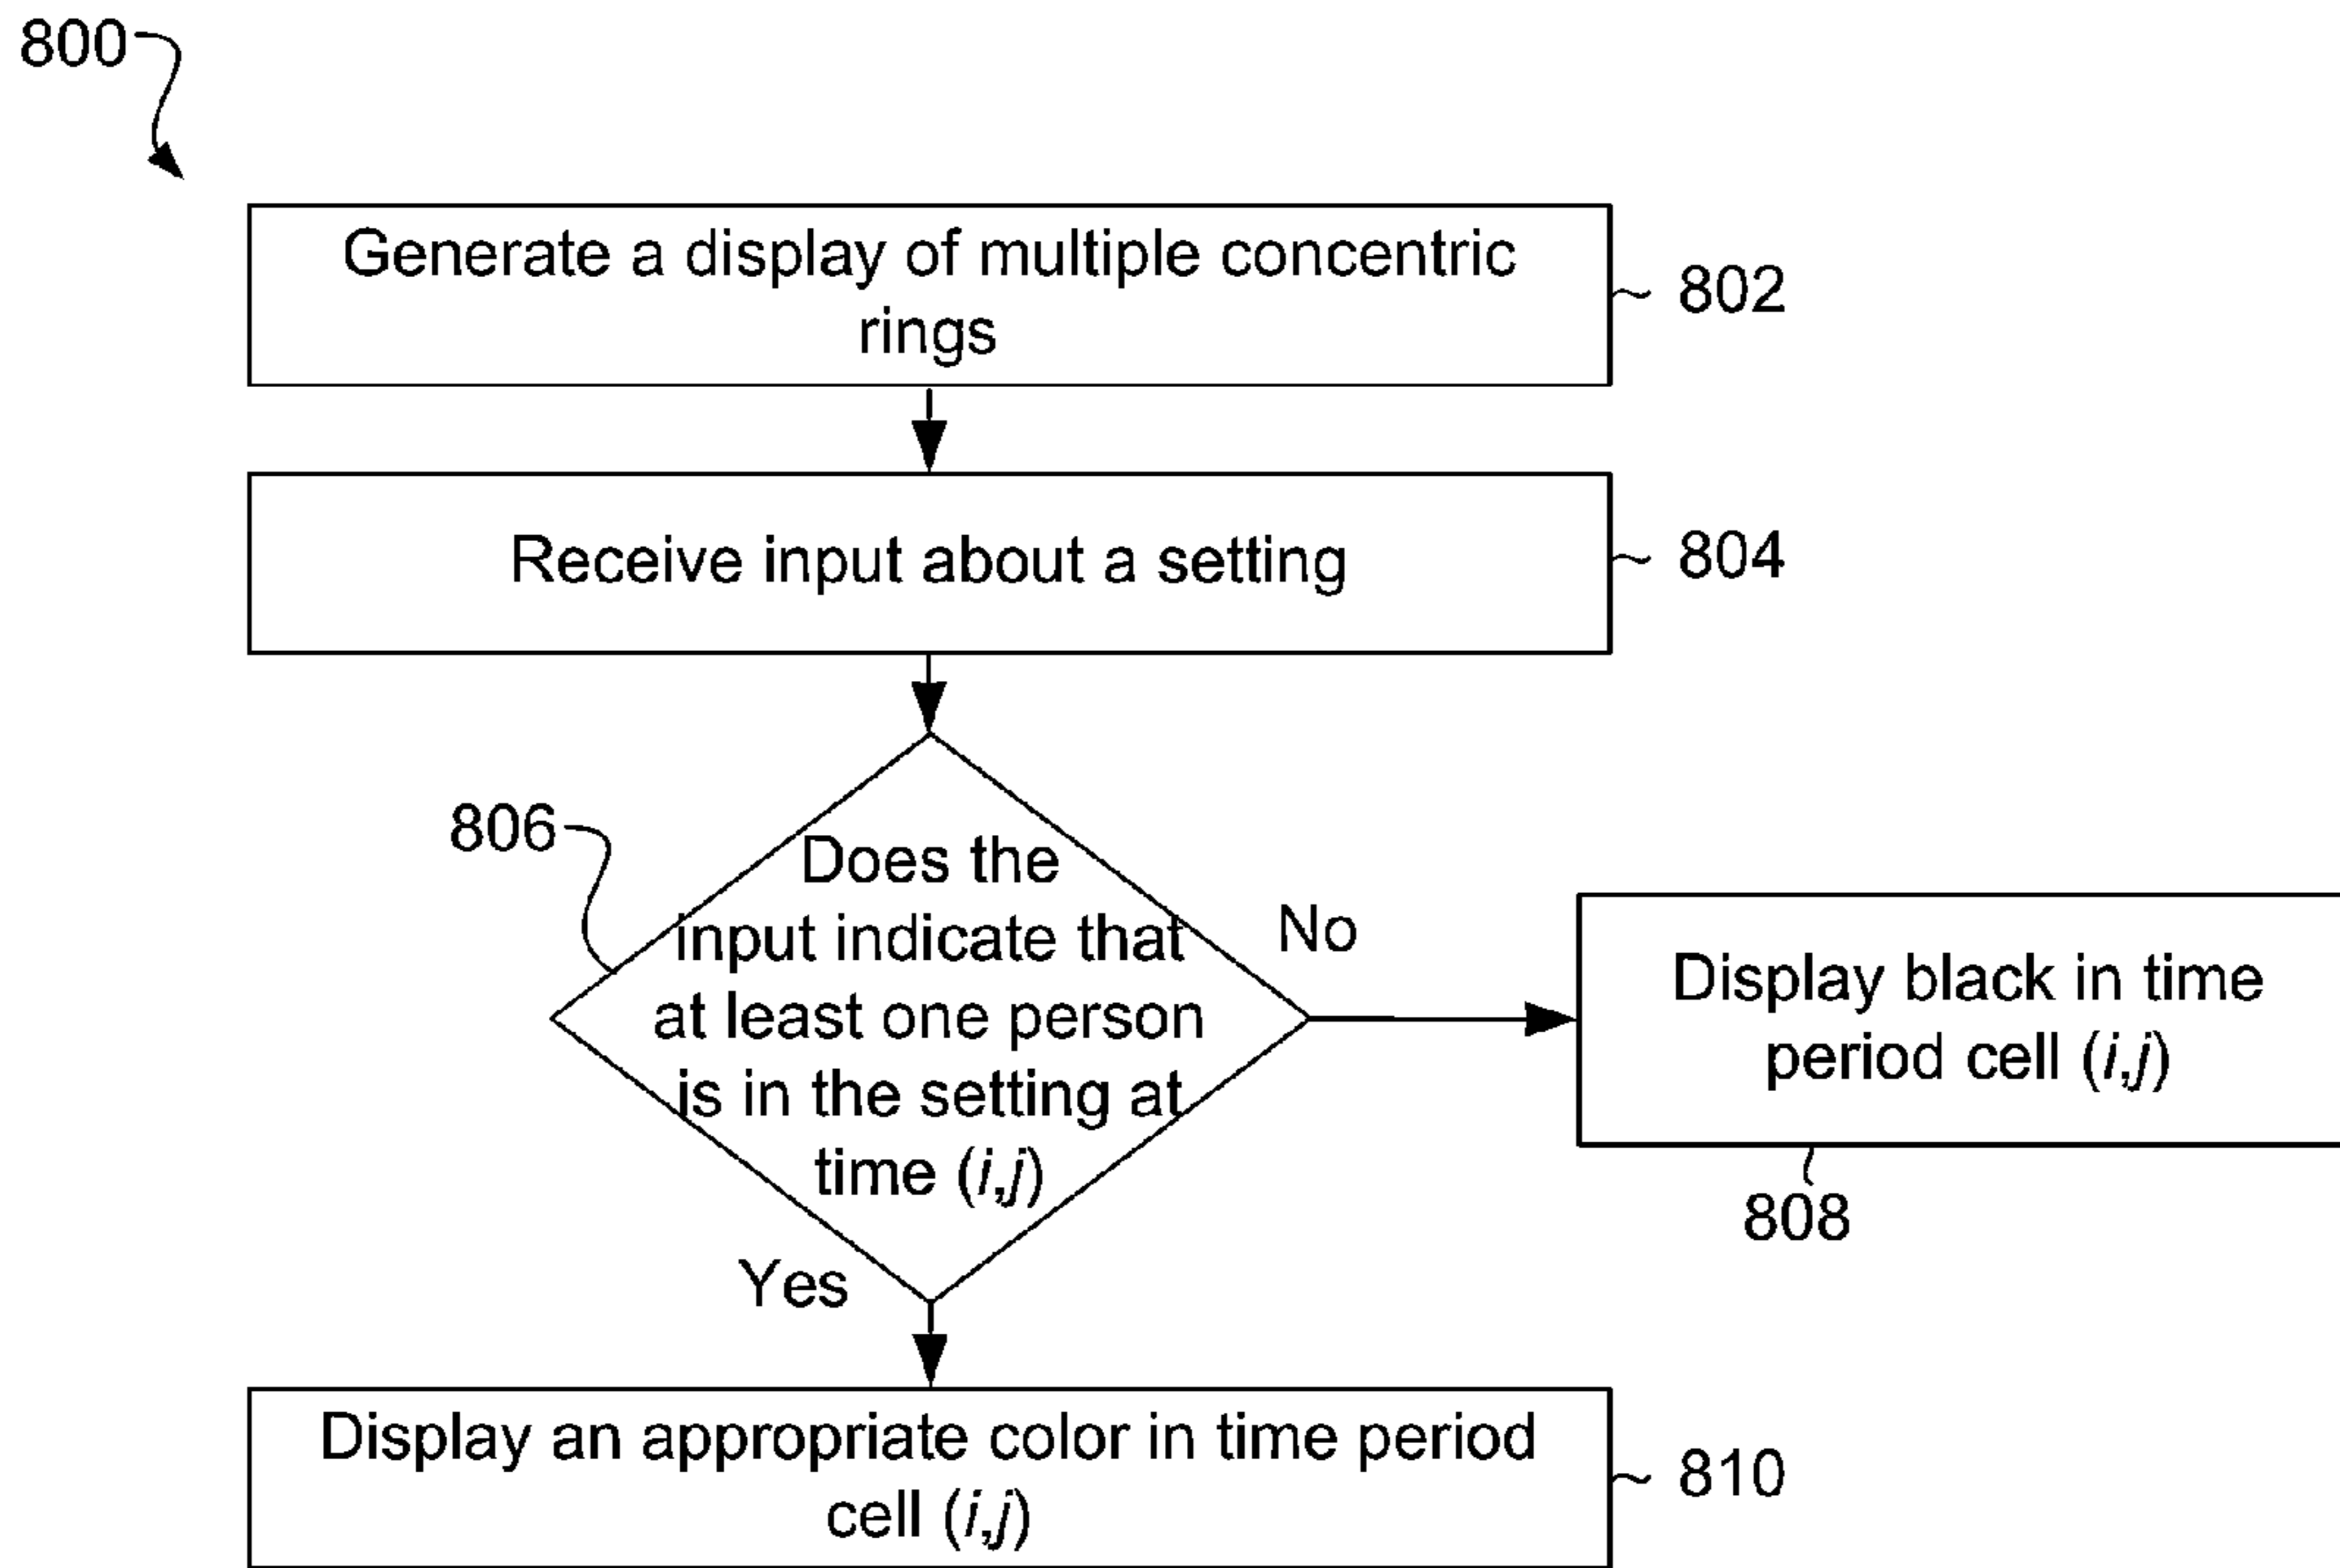 800
Generate a display of multiple concentric
rings
802
Receive input about a setting
804
806
Does the
input indicate that
at least one person
is in the setting at
time (i,j)
No
Display black in time
period cell (i,j)
808
Yes
Display an appropriate color in time period
cell (i,j)
810